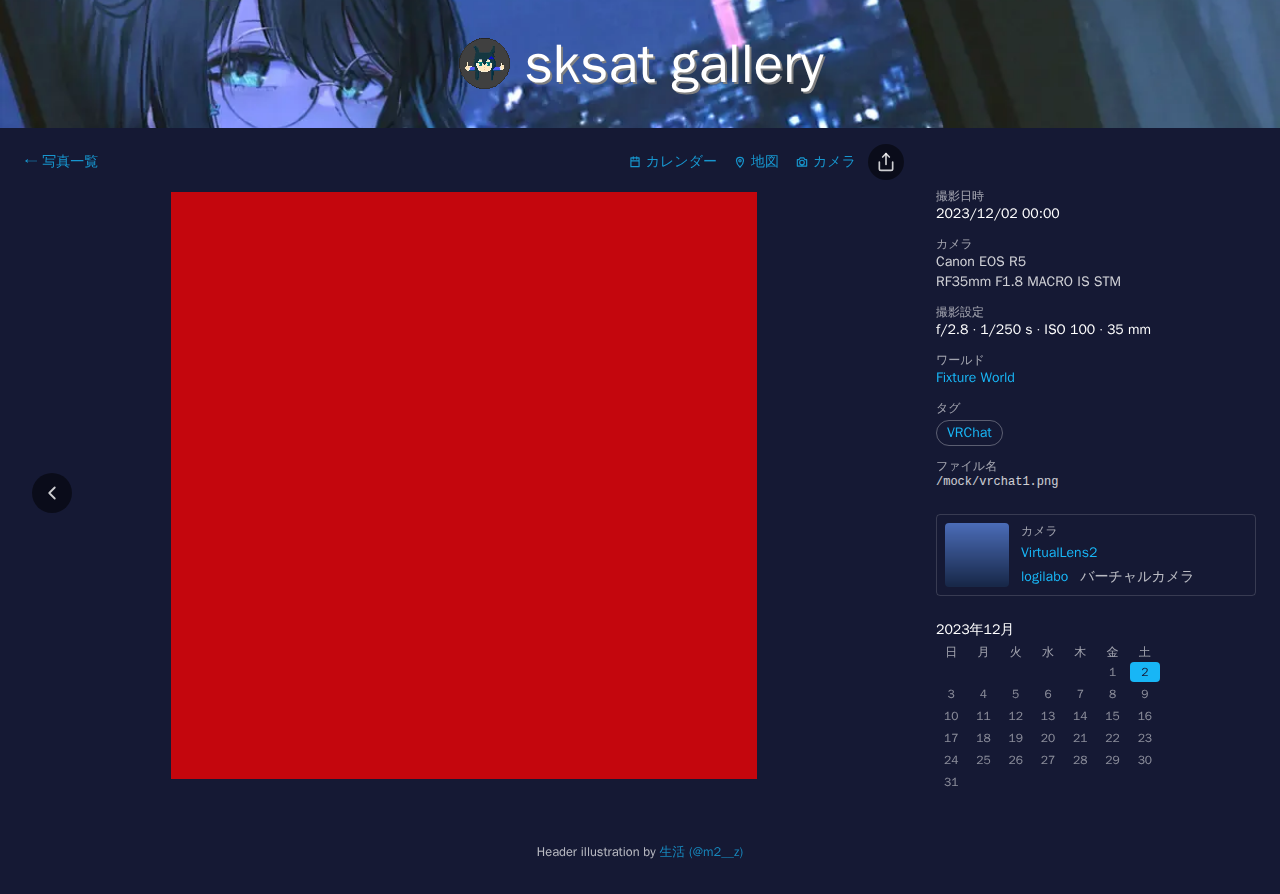 sksat gallery
← 写真一覧
カレンダー 地図 カメラ
撮影日時
2023/12/02 00:00
カメラ
Canon EOS R5
RF35mm F1.8 MACRO IS STM
撮影設定
f/2.8 · 1/250 s · ISO 100 · 35 mm
ワールド
Fixture World
タグ
VRChat
ファイル名
/mock/vrchat1.png
カメラ
VirtualLens2
logilabo バーチャルカメラ
2023年12月
日 月 火 水 木 金 土
1 2
3 4 5 6 7 8 9
10 11 12 13 14 15 16
17 18 19 20 21 22 23
24 25 26 27 28 29 30
31
Header illustration by 生活 (@m2__z)